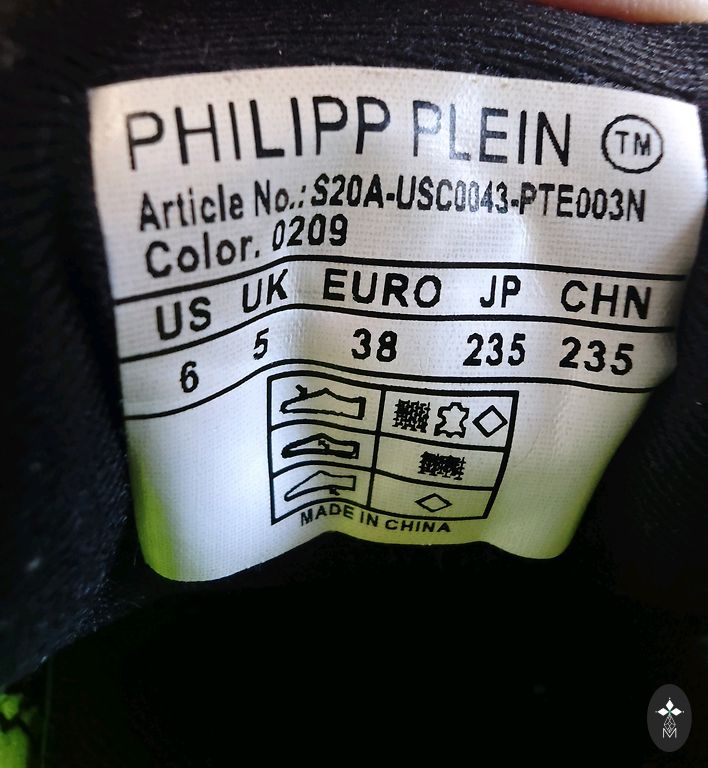 PHILIPP PLEIN TM
Article No.: S20A-USC0043-PTE003N
Color. 0209
US UK EURO JP CHN
6 5 38 235 235
MADE IN CHINA
M